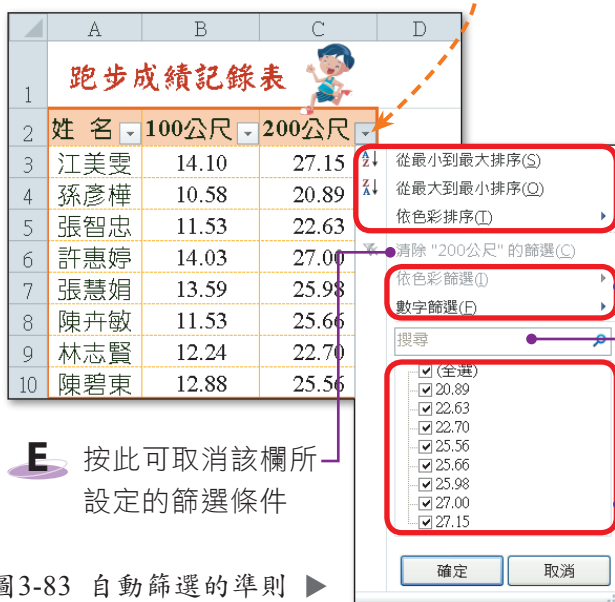 A B C D
1 跑步成績記錄表
2 姓 名 100公尺 200公尺
3 江美雯 14.10 27.15
4 孫彥樺 10.58 20.89
5 張智忠 11.53 22.63
6 許惠婷 14.03 27.00
7 張慧娟 13.59 25.98
8 陳卉敏 11.53 25.66
9 林志賢 12.24 22.70
10 陳碧東 12.88 25.56
從最小到最大排序(S)
從最大到最小排序(O)
依色彩排序(T)
清除 "200公尺" 的篩選(C)
依色彩篩選(I)
數字篩選(F)
搜尋
(全選)
20.89
22.63
22.70
25.56
25.66
25.98
27.00
27.15
確定 取消
E 按此可取消該欄所
設定的篩選條件
圖3-83 自動篩選的準則 ▶